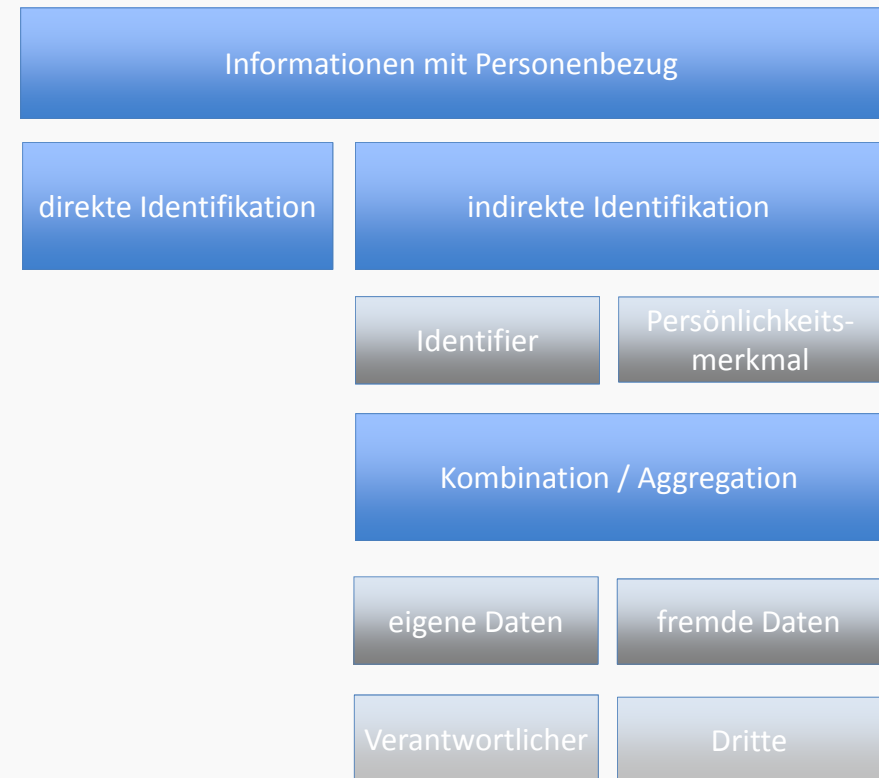 Informationen mit Personenbezug
direkte Identifikation
indirekte Identifikation
Identifier
Persönlichkeits-
merkmal
Kombination / Aggregation
eigene Daten
fremde Daten
Verantwortlicher
Dritte